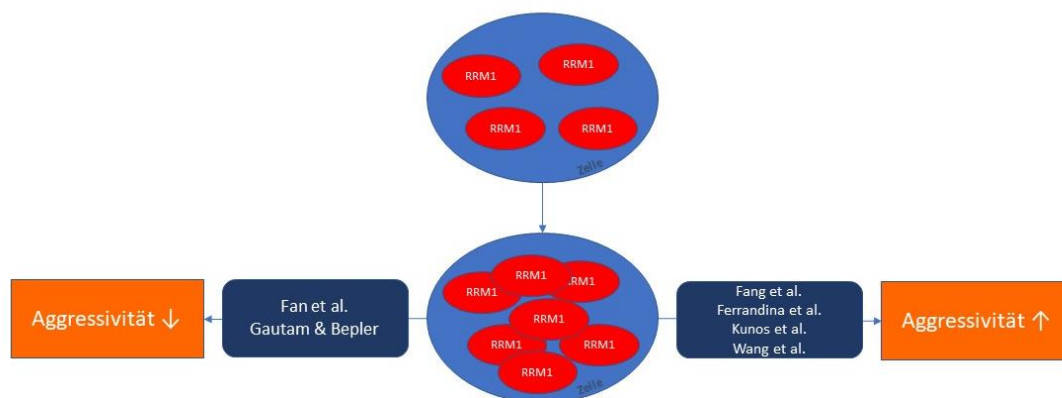 RRM1
RRM1
RRM1
RRM1
Zelle
RRM1
RRM1
.RM1
RRM1
RRM1
RRM1
RRM1
Zelle
Aggressivität ↓
Fan et al.
Gautam & Bepler
Fang et al.
Ferrandina et al.
Kunos et al.
Wang et al.
Aggressivität ↑